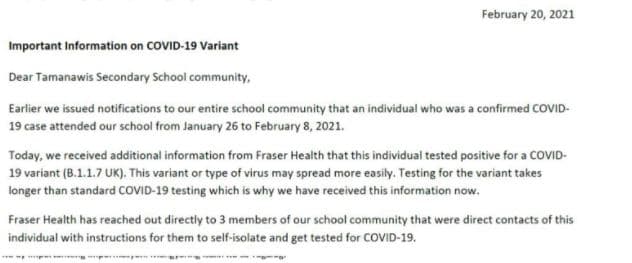 February 20, 2021
Important Information on COVID-19 Variant
Dear Tamanawis Secondary School community,
Earlier we issued notifications to our entire school community that an individual who was a confirmed COVID-
19 case attended our school from January 26 to February 8, 2021.
Today, we received additional information from Fraser Health that this individual tested positive for a COVID-
19 variant (B.1.1.7 UK). This variant or type of virus may spread more easily. Testing for the variant takes
longer than standard COVID-19 testing which is why we have received this information now.
Fraser Health has reached out directly to 3 members of our school community that were direct contacts of this
individual with instructions for them to self-isolate and get tested for COVID-19.